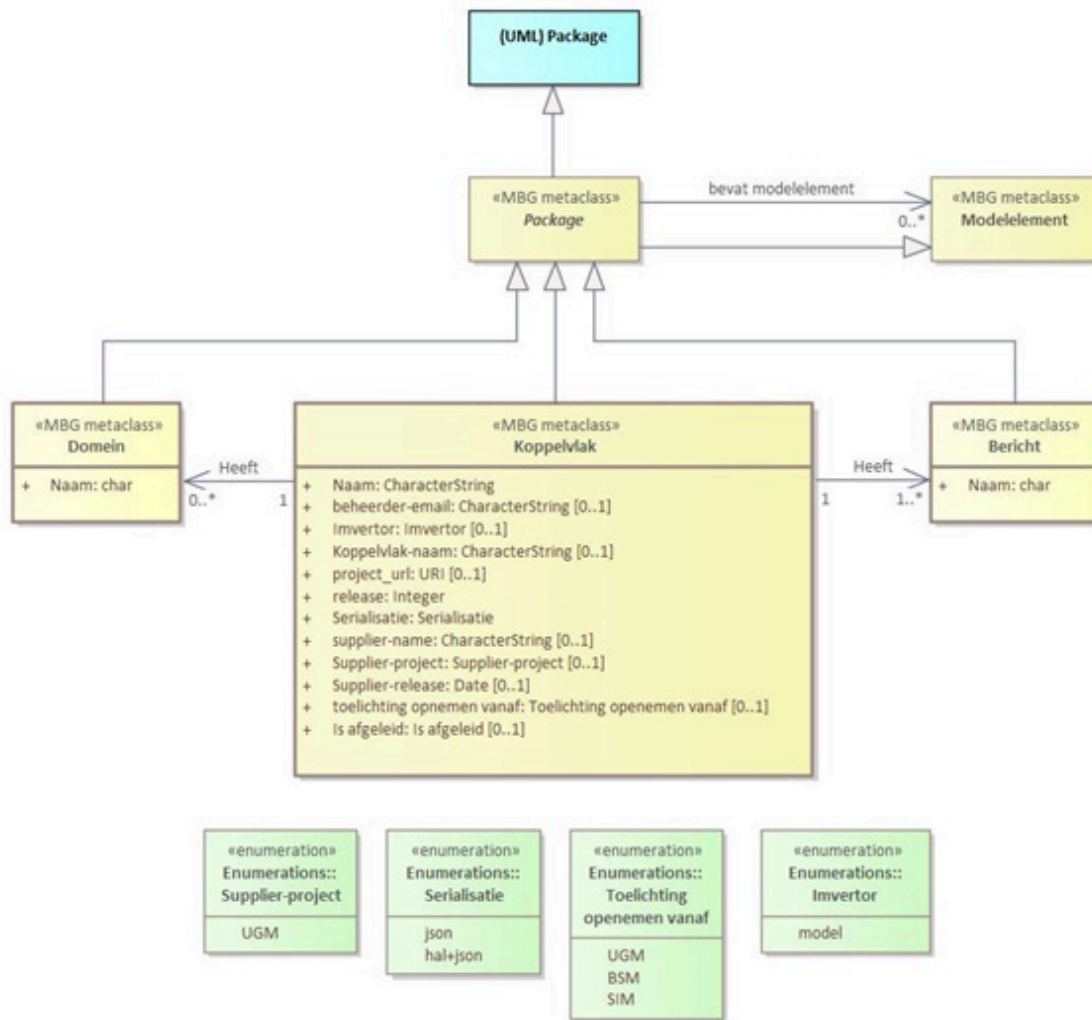 (UML) Package
«MBG metaclass»
Package
bevat modelelement
0..*
«MBG metaclass»
Modelelement
«MBG metaclass»
Domein
+ Naam: char
Heeft
0..*
1
«MBG metaclass»
Koppelvlak
+ Naam: CharacterString
+ beheerder-email: CharacterString [0..1]
+ Imvertor: Imvertor [0..1]
+ Koppelvlak-naam: CharacterString [0..1]
+ project_url: URI [0..1]
+ release: Integer
+ Serialisatie: Serialisatie
+ supplier-name: CharacterString [0..1]
+ Supplier-project: Supplier-project [0..1]
+ Supplier-release: Date [0..1]
+ toelichting opnemen vanaf: Toelichting openemen vanaf [0..1]
+ Is afgeleid: Is afgeleid [0..1]
Heeft
1
1..*
«MBG metaclass»
Bericht
+ Naam: char
«enumeration»
Enumerations::
Supplier-project
UGM
«enumeration»
Enumerations::
Serialisatie
json
hal+json
«enumeration»
Enumerations::
Toelichting
openemen vanaf
UGM
BSM
SIM
«enumeration»
Enumerations::
Imvertor
model